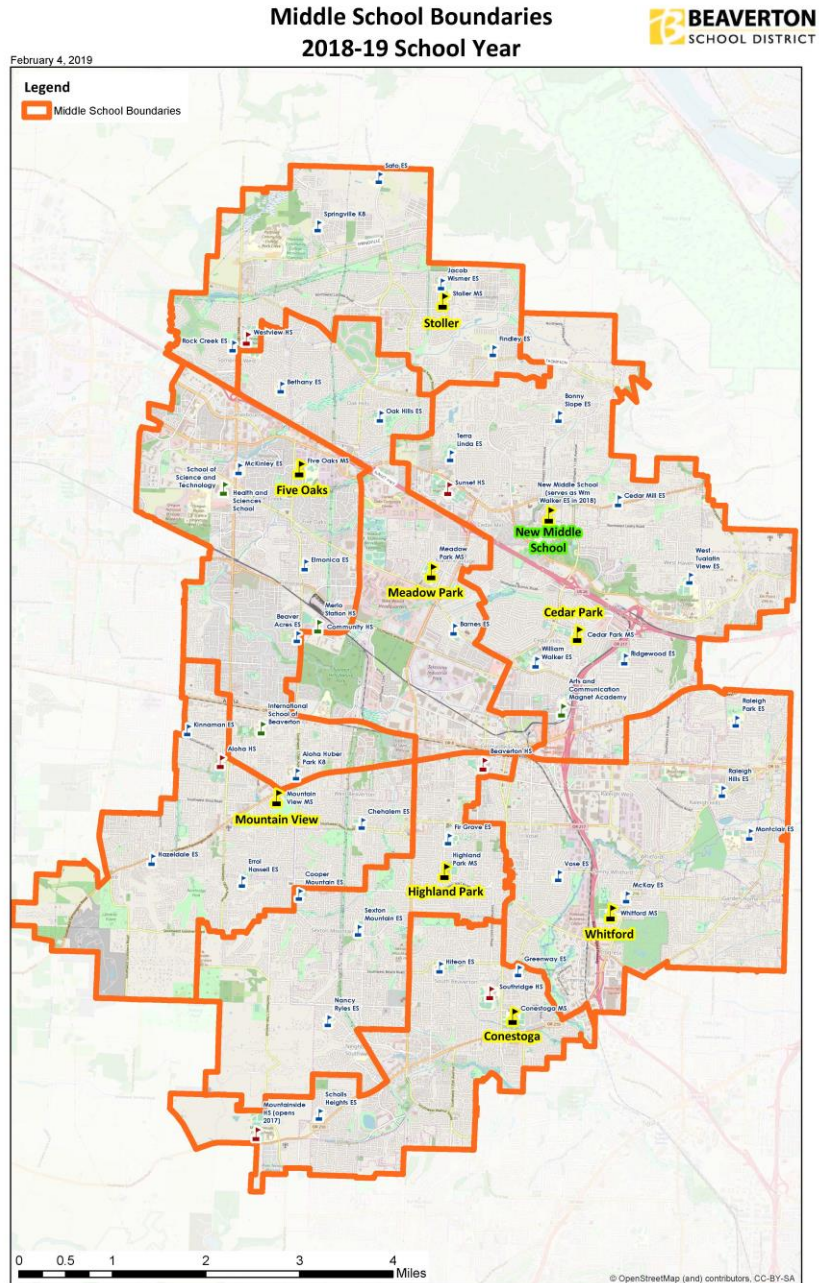 Middle School Boundaries
2018-19 School Year
BEAVERTON
SCHOOL DISTRICT
February 4, 2019
Legend
Middle School Boundaries
Sato ES
Springville K8
Jacob
Wismer ES
Stoller MS
Stoller
Rock Creek ES
Westview HS
Findley ES
Bethany ES
Oak Hills ES
Bonny
Slope ES
Terra
Linda ES
School of
Science and
Technology
McKinley ES
Five Oaks MS
Five Oaks
Health and
Sciences
School
Sunset HS
New Middle School
(serves as Wm
Walker ES in 2018)
Cedar Mill ES
New Middle
School
Elmonica ES
Meadow
Park MS
Meadow Park
West
Tualatin
View ES
Merlo
Station HS
Community HS
Beaver
Acres ES
Barnes ES
Cedar Park
Cedar Park MS
William
Walker ES
Ridgewood ES
Arts and
Communication
Magnet Academy
International
School of
Beaverton
Kinnaman ES
Raleigh
Park ES
Aloha HS
Aloha Huber
Park K8
Beaverton HS
Mountain
View MS
Mountain View
Raleigh
Hills ES
Chehalem ES
Fir Grove ES
Montclair ES
Hazeldale ES
Errol
Hassell ES
Cooper
Mountain ES
Highland
Park MS
Highland Park
Vose ES
McKay ES
Whitford MS
Whitford
Sexton
Mountain ES
Hiteon ES
Greenway ES
Southridge HS
Nancy
Ryles ES
Conestoga MS
Conestoga
Mountainside
HS (opens
2017)
Scholls
Heights ES
0 0.5 1 2 3 4
Miles
© OpenStreetMap (and) contributors, CC-BY-SA